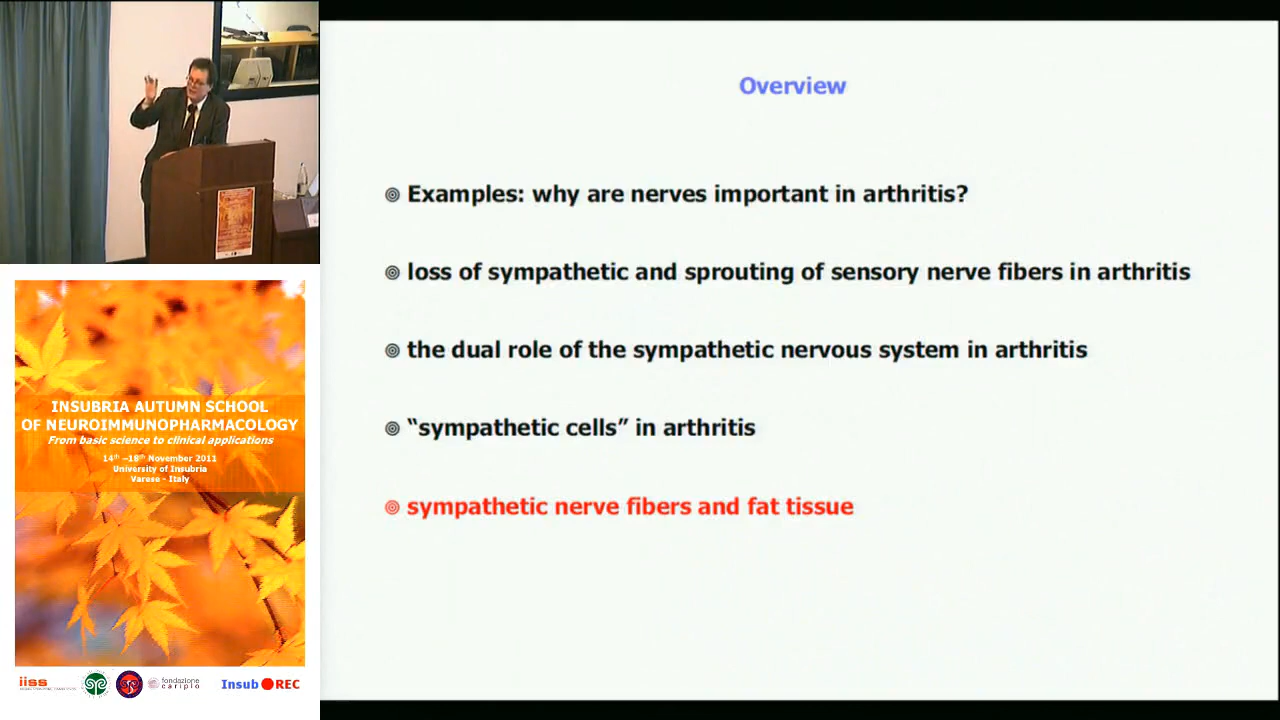 Overview
Examples: why are nerves important in arthritis?
loss of sympathetic and sprouting of sensory nerve fibers in arthritis
the dual role of the sympathetic nervous system in arthritis
“sympathetic cells” in arthritis
sympathetic nerve fibers and fat tissue
INSUBRIA AUTUMN SCHOOL
OF NEUROIMMUNOPHARMACOLOGY
From basic science to clinical applications
14th –18th November 2011
University of Insubria
Varese - Italy
iiss
fondazione
cariplo
Insub REC